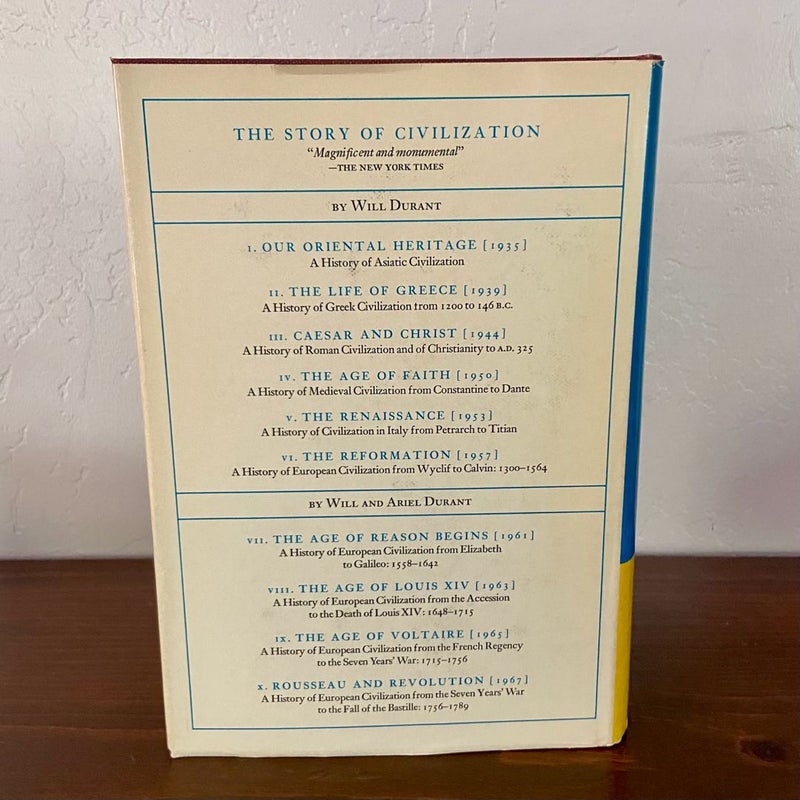 THE STORY OF CIVILIZATION
“Magnificent and monumental”
—THE NEW YORK TIMES
BY WILL DURANT
I. OUR ORIENTAL HERITAGE [1935]
A History of Asiatic Civilization
II. THE LIFE OF GREECE [1939]
A History of Greek Civilization from 1200 to 146 B.C.
III. CAESAR AND CHRIST [1944]
A History of Roman Civilization and of Christianity to A.D. 325
IV. THE AGE OF FAITH [1950]
A History of Medieval Civilization from Constantine to Dante
V. THE RENAISSANCE [1953]
A History of Civilization in Italy from Petrarch to Titian
VI. THE REFORMATION [1957]
A History of European Civilization from Wyclif to Calvin: 1300–1564
BY WILL AND ARIEL DURANT
VII. THE AGE OF REASON BEGINS [1961]
A History of European Civilization from Elizabeth
to Galileo: 1558–1642
VIII. THE AGE OF LOUIS XIV [1963]
A History of European Civilization from the Accession
to the Death of Louis XIV: 1648–1715
IX. THE AGE OF VOLTAIRE [1965]
A History of European Civilization from the French Regency
to the Seven Years’ War: 1715–1756
X. ROUSSEAU AND REVOLUTION [1967]
A History of European Civilization from the Seven Years’ War
to the Fall of the Bastille: 1756–1789